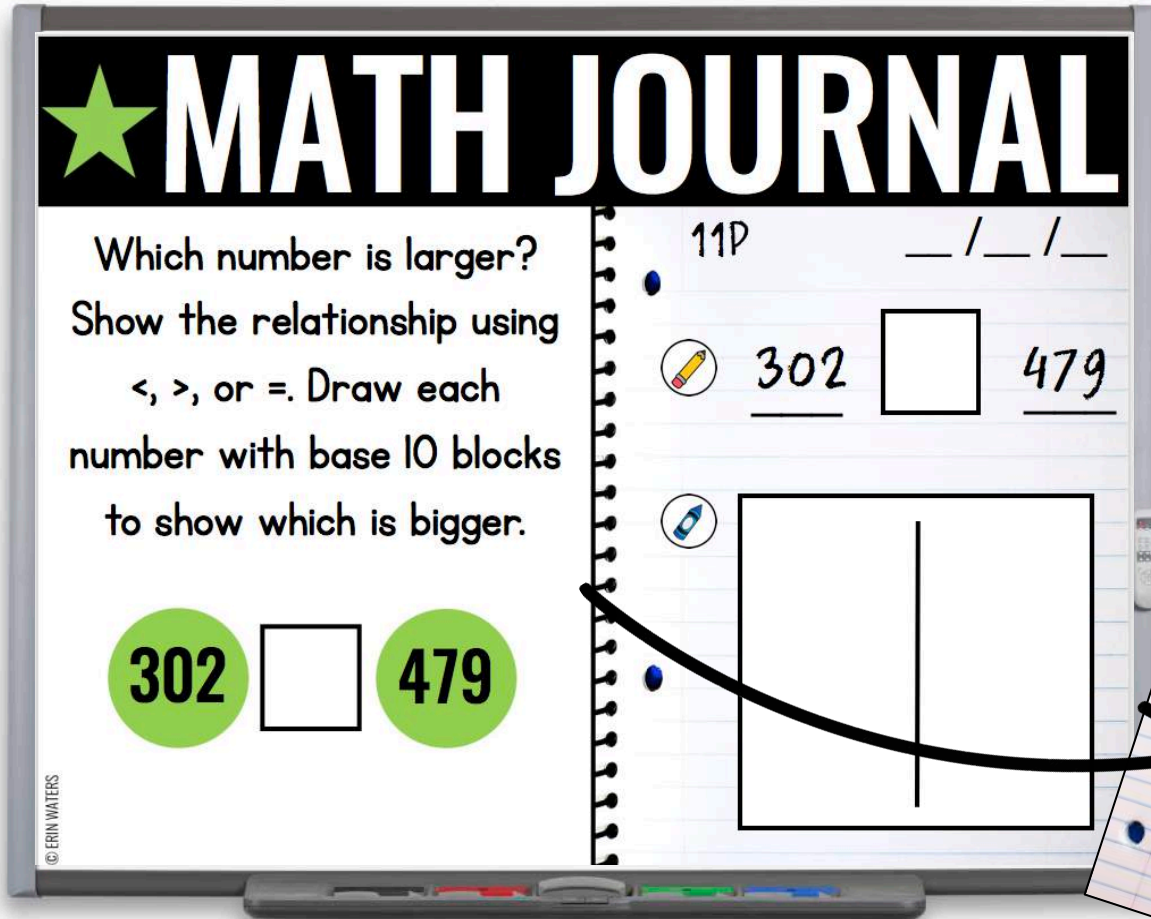 MATH JOURNAL
Which number is larger?
Show the relationship using
<, >, or =. Draw each
number with base 10 blocks
to show which is bigger.
302 479
© ERIN WATERS
11P __/__/__
302 479